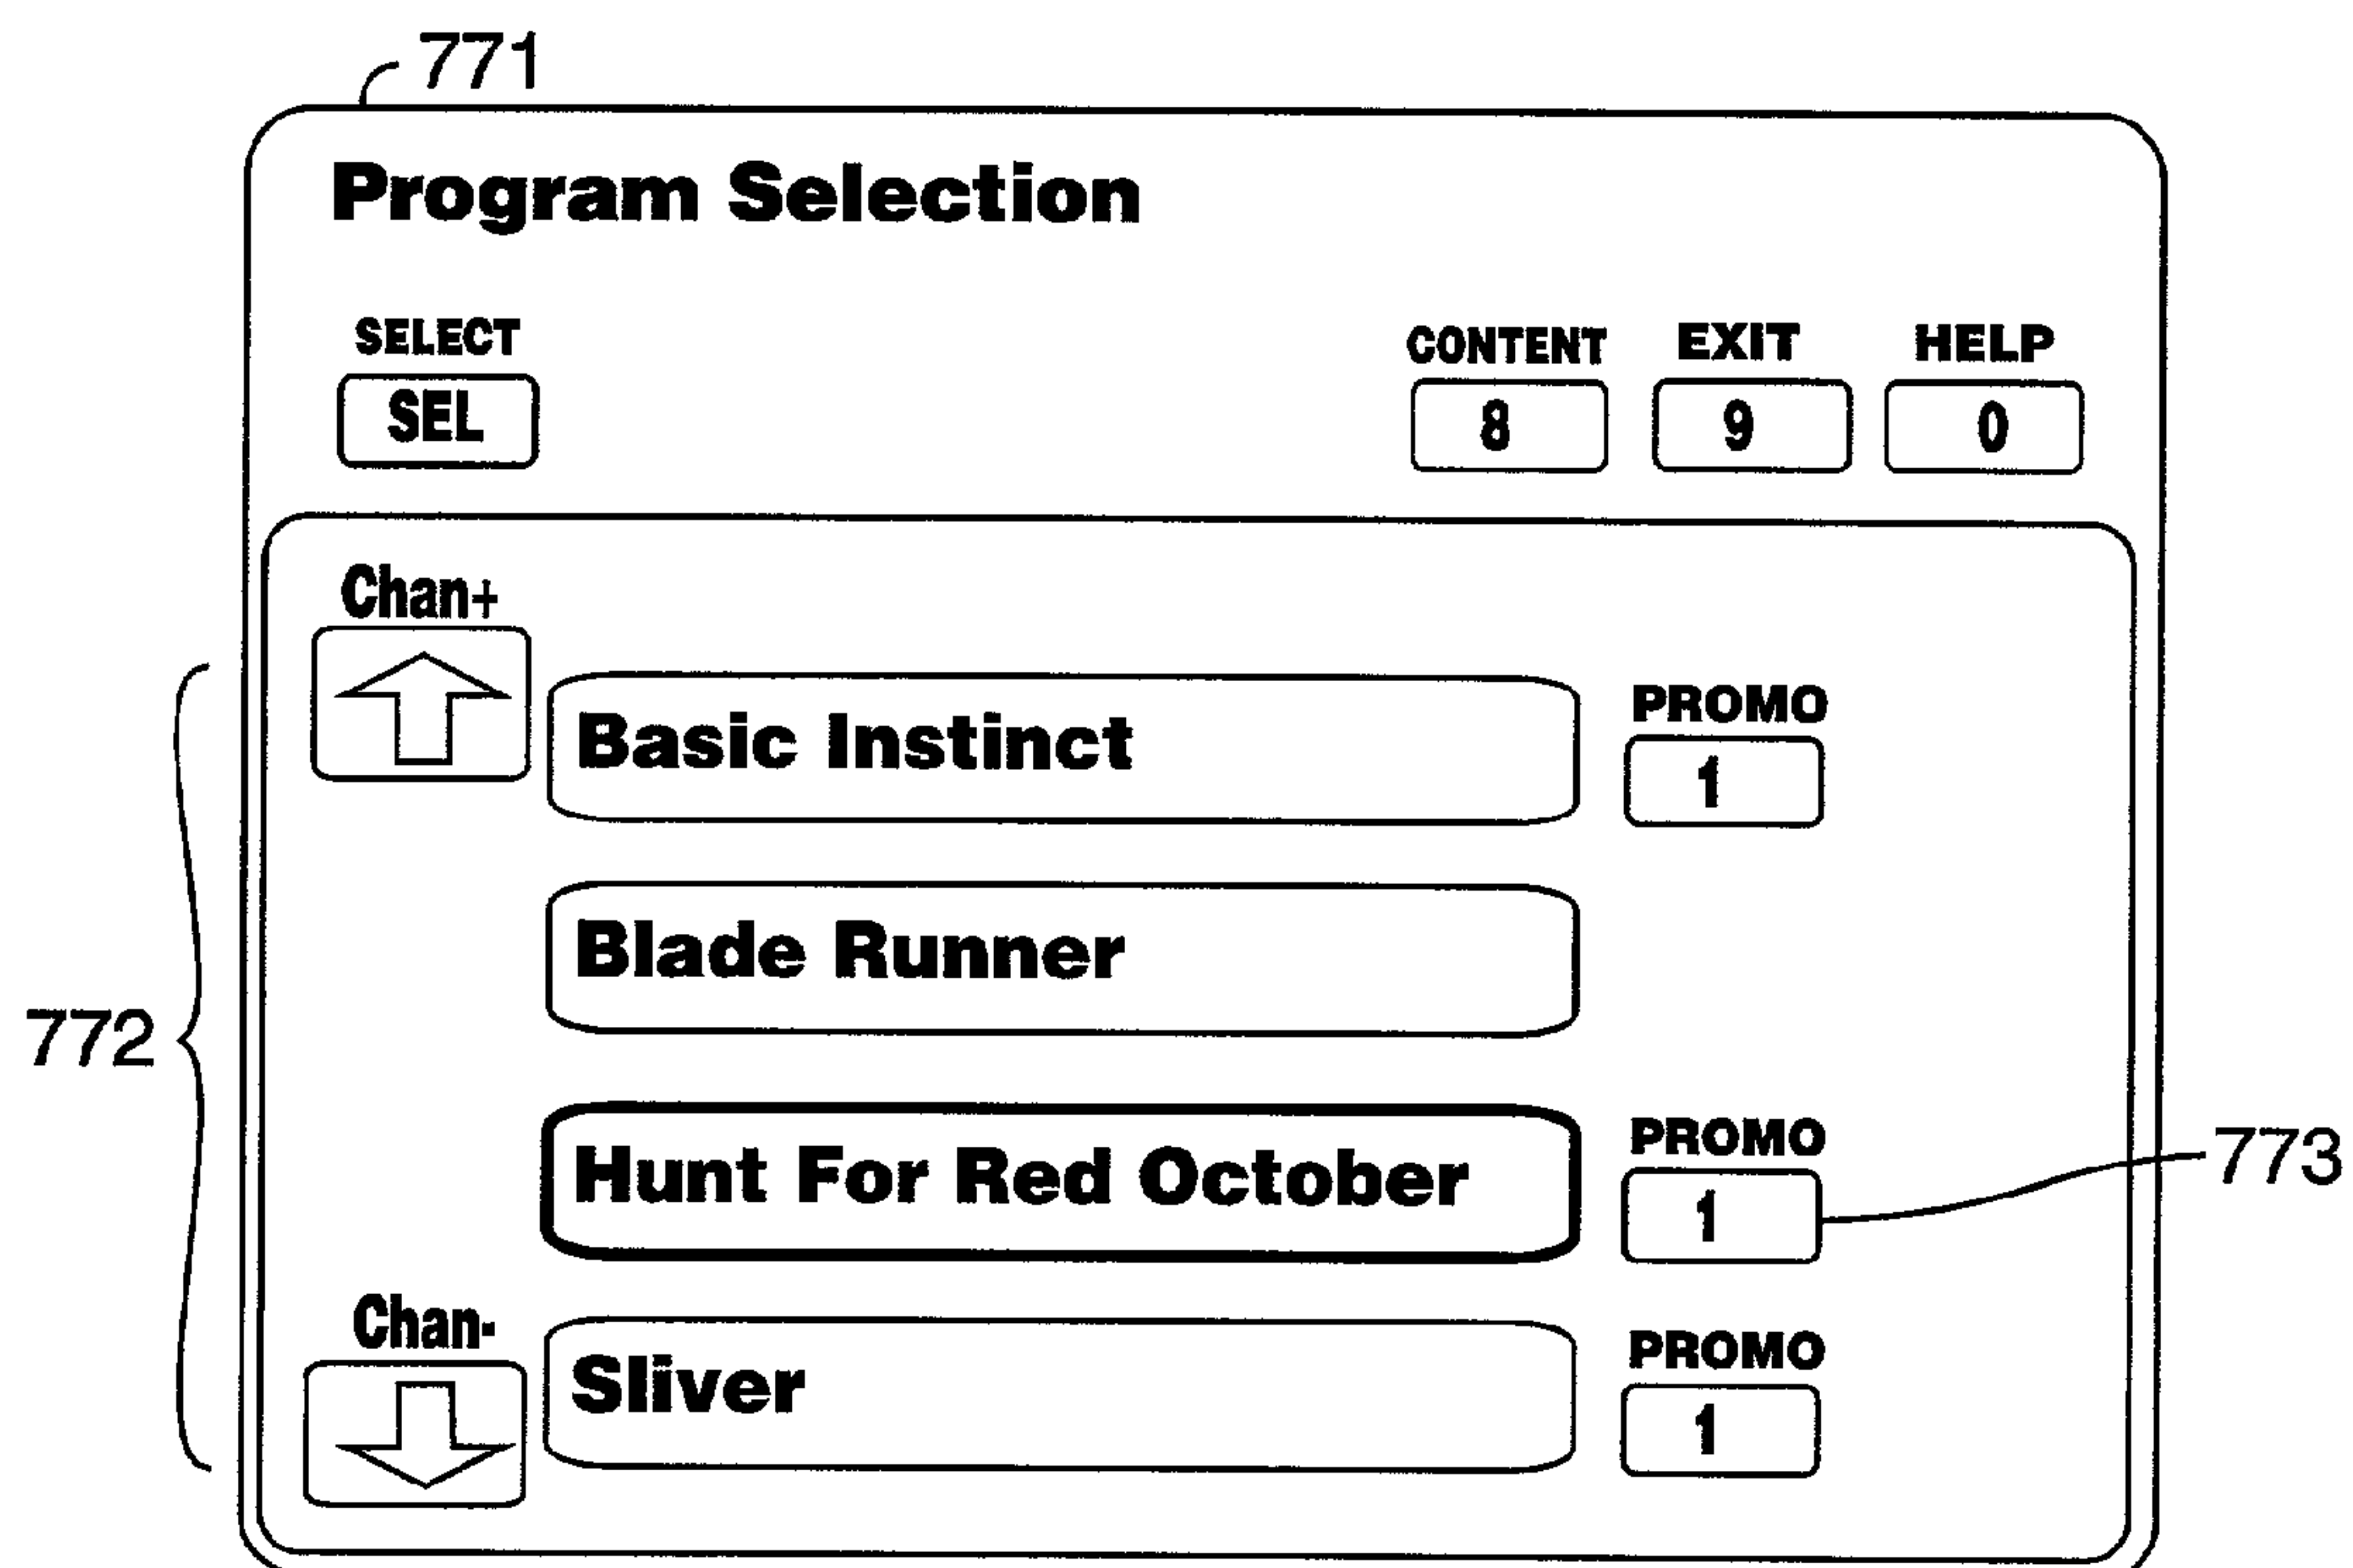 771
Program Selection
SELECT CONTENT EXIT HELP
SEL 8 9 0
Chan+
Basic Instinct PROMO
1
Blade Runner
772
Hunt For Red October PROMO
1
773
Chan-
Sliver PROMO
1